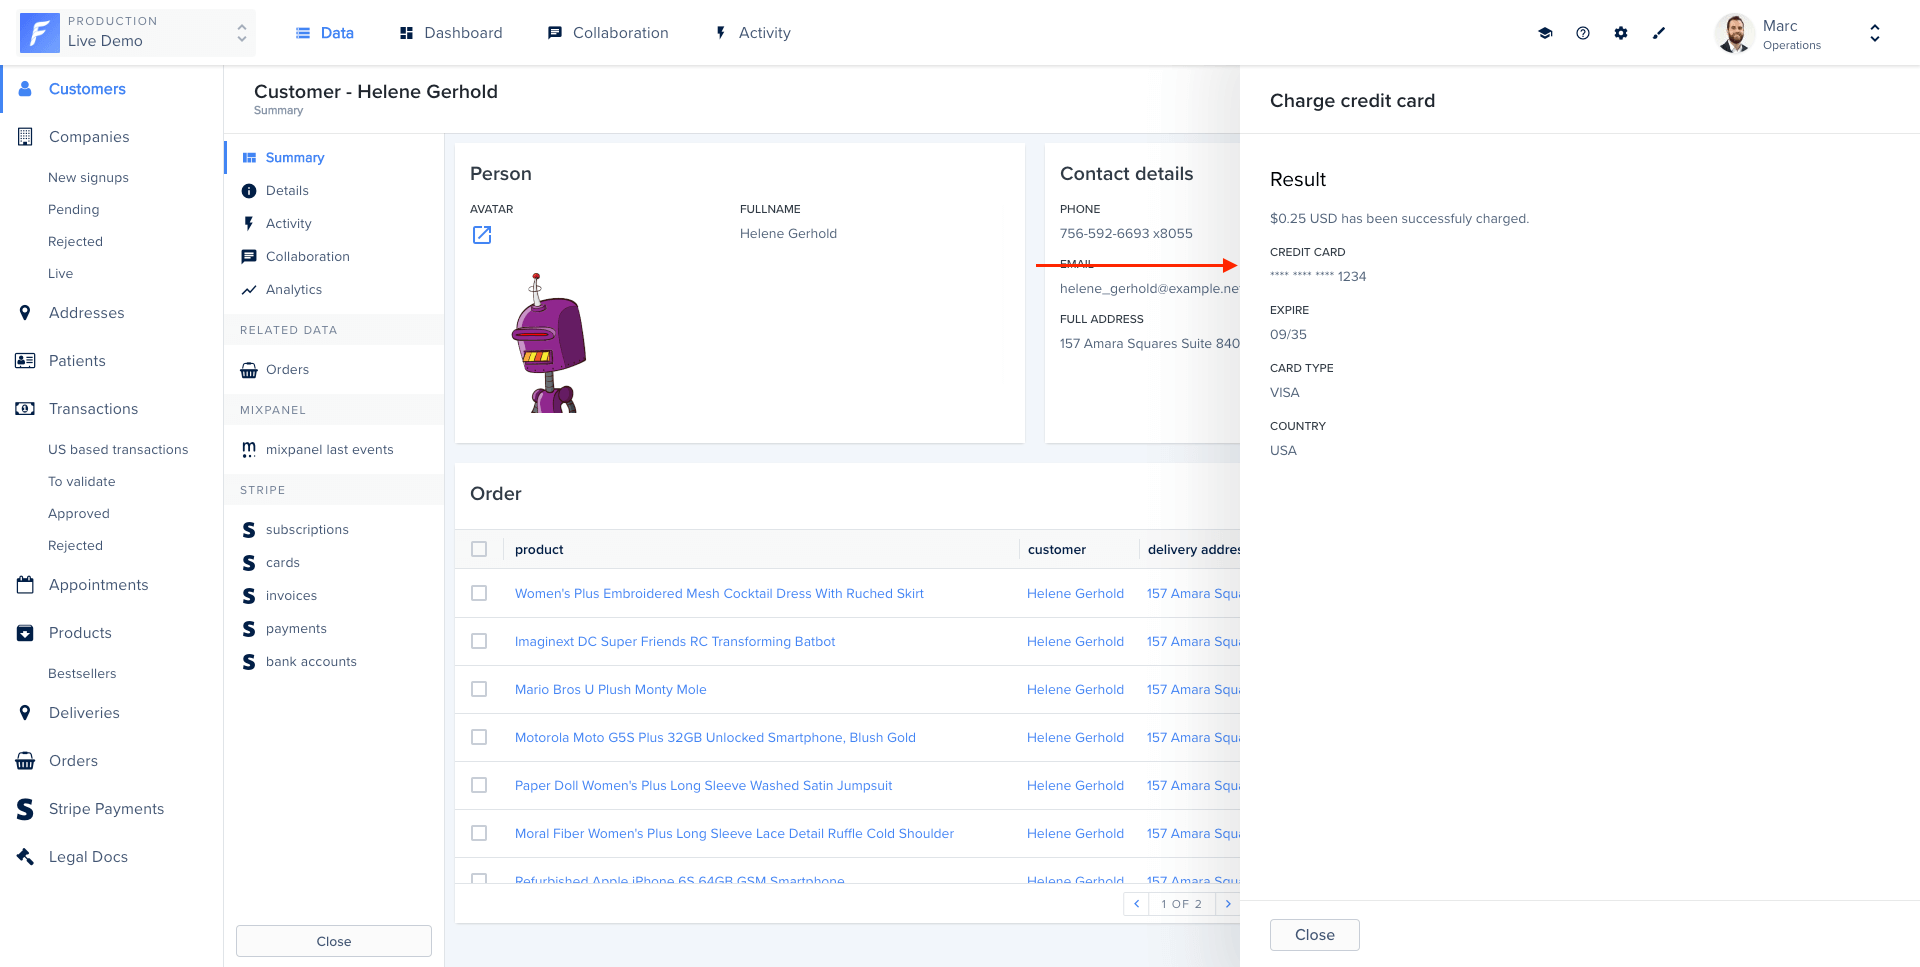 PRODUCTION
Live Demo
Data
Dashboard
Collaboration
Activity
Marc
Operations
Customers
Companies
New signups
Pending
Rejected
Live
Addresses
Patients
Transactions
US based transactions
To validate
Approved
Rejected
Appointments
Products
Bestsellers
Deliveries
Orders
Stripe Payments
Legal Docs
Customer - Helene Gerhold
Summary
Summary
Details
Activity
Collaboration
Analytics
RELATED DATA
Orders
MIXPANEL
mixpanel last events
STRIPE
subscriptions
cards
invoices
payments
bank accounts
Close
Person
AVATAR
FULLNAME
Helene Gerhold
Contact details
PHONE
756-592-6693 x8055
EMAIL
helene_gerhold@example.ne
FULL ADDRESS
157 Amara Squares Suite 840
Order
product customer delivery addres
Women's Plus Embroidered Mesh Cocktail Dress With Ruched Skirt Helene Gerhold 157 Amara Squa
Imaginext DC Super Friends RC Transforming Batbot Helene Gerhold 157 Amara Squa
Mario Bros U Plush Monty Mole Helene Gerhold 157 Amara Squa
Motorola Moto G5S Plus 32GB Unlocked Smartphone, Blush Gold Helene Gerhold 157 Amara Squa
Paper Doll Women's Plus Long Sleeve Washed Satin Jumpsuit Helene Gerhold 157 Amara Squa
Moral Fiber Women's Plus Long Sleeve Lace Detail Ruffle Cold Shoulder Helene Gerhold 157 Amara Squa
Refurbished Apple iPhone 6S 64GB GSM Smartphone Helene Gerhold 157 Amara Squa
1 OF 2
Charge credit card
Result
$0.25 USD has been successfuly charged.
CREDIT CARD
**** **** **** 1234
EXPIRE
09/35
CARD TYPE
VISA
COUNTRY
USA
Close